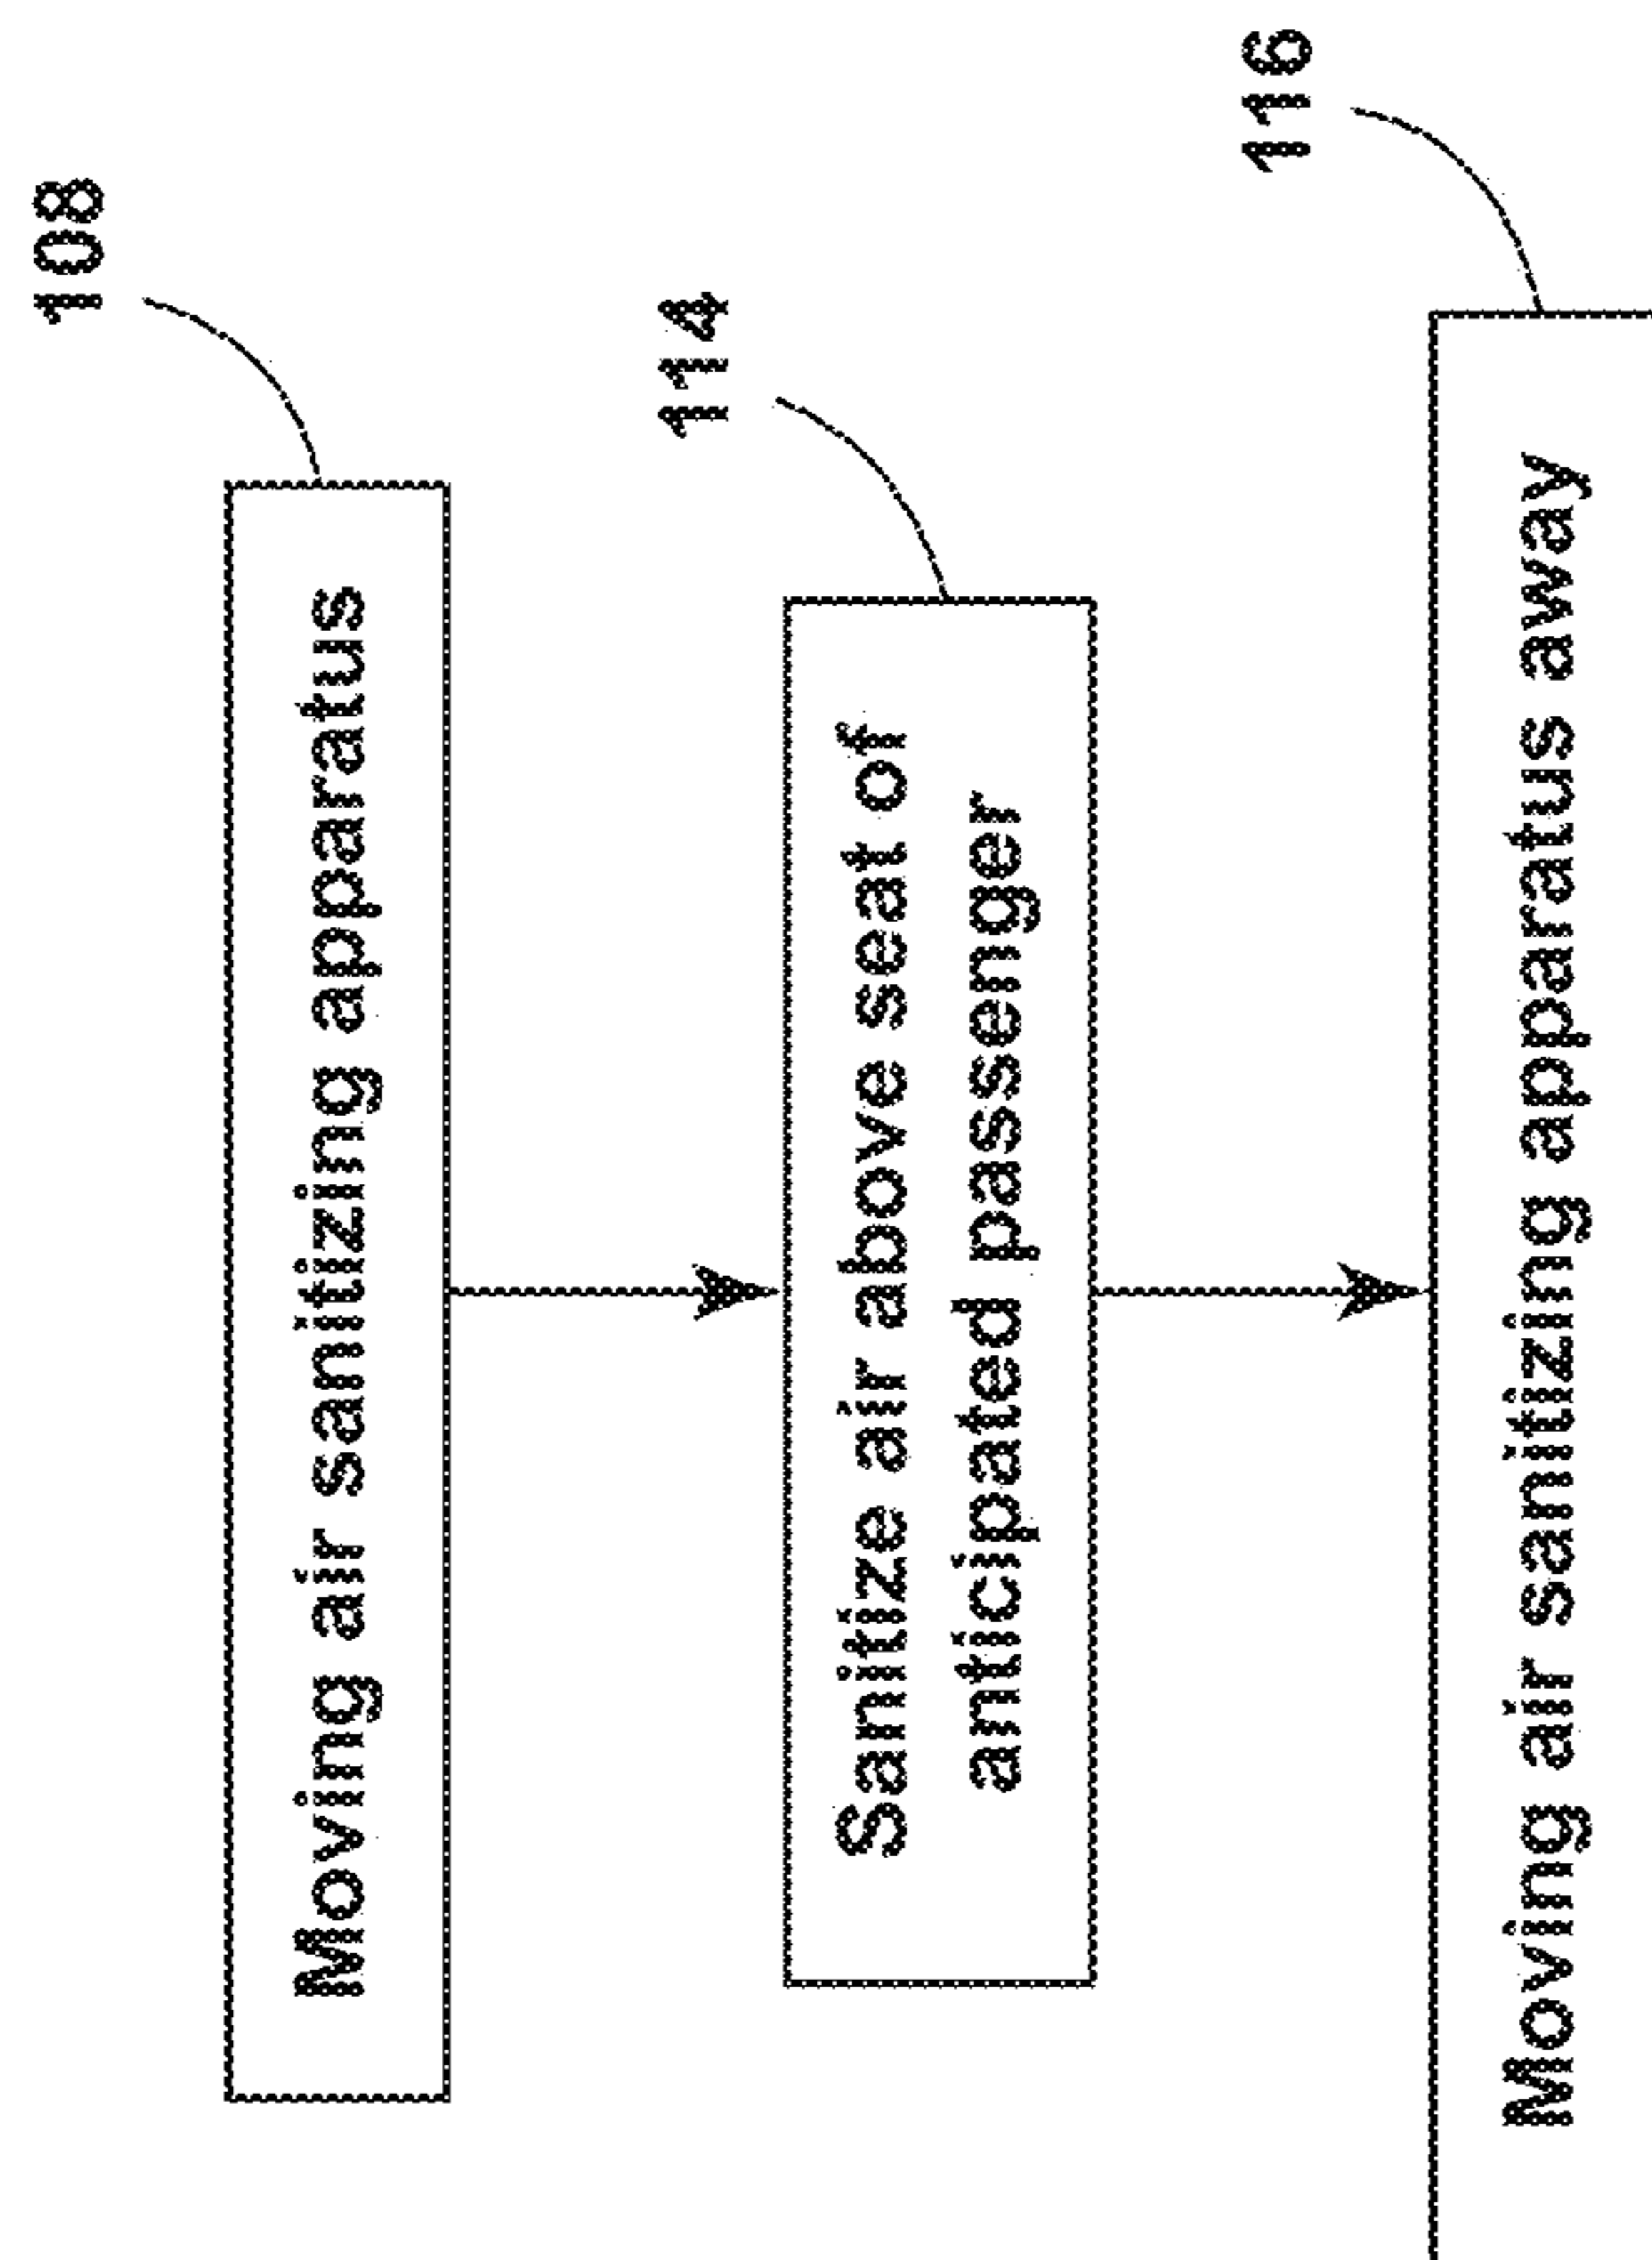 108
Moving air sanitizing apparatus
114
Sanitize air above seat of
anticipated passenger
116
Moving air sanitizing apparatus away